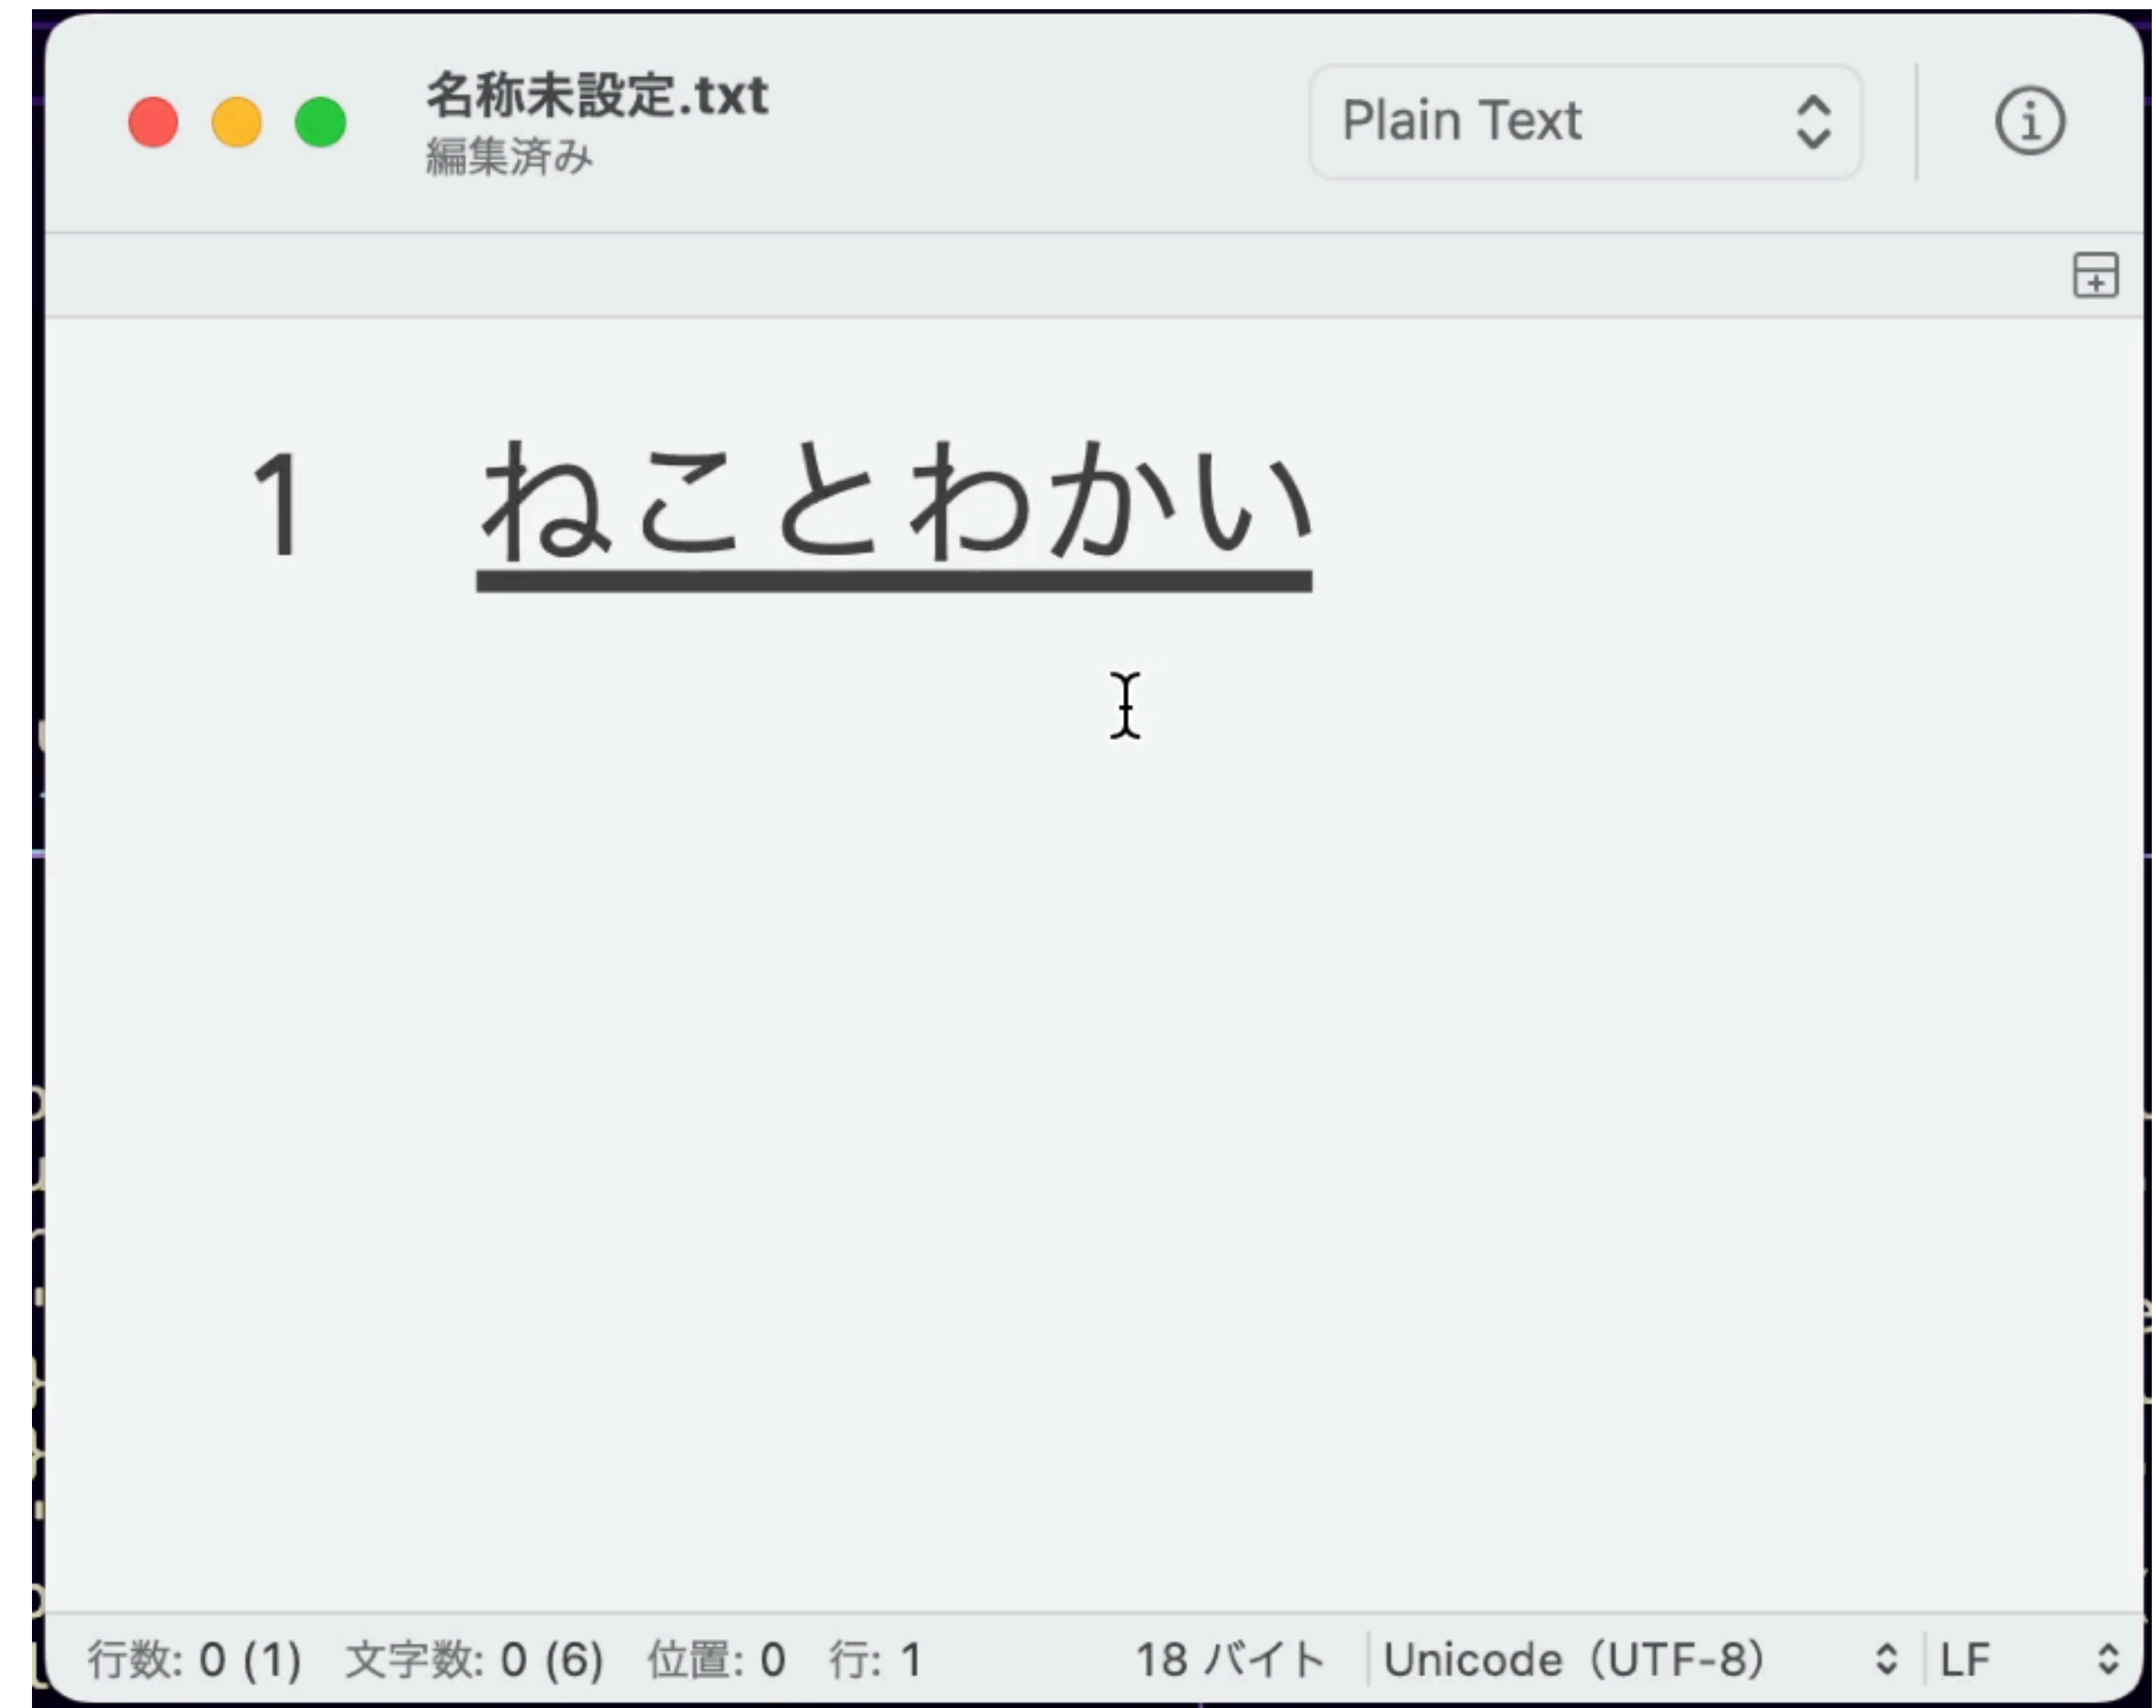 名称未設定.txt
編集済み
Plain Text
1 ねことわかい
行数: 0 (1) 文字数: 0 (6) 位置: 0 行: 1 18 バイト Unicode（UTF-8） LF